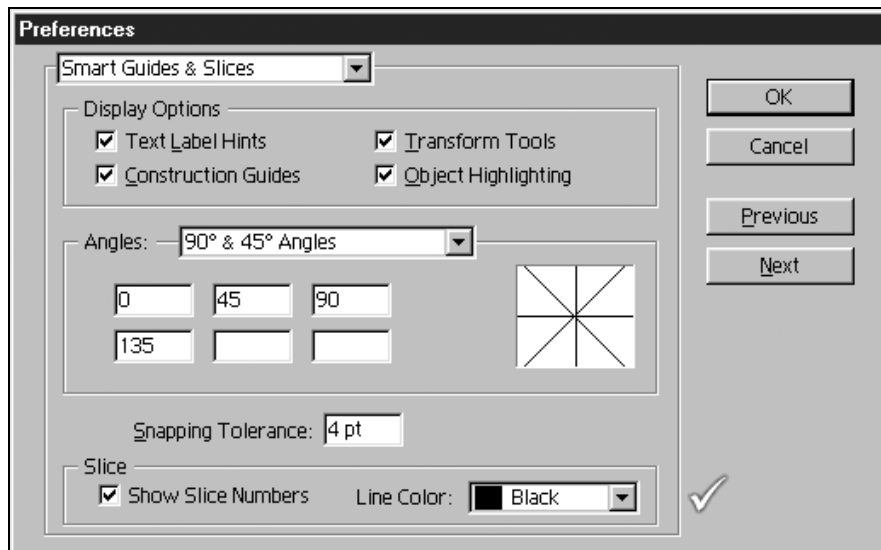 Preferences
Smart Guides & Slices
Display Options
Text Label Hints
Transform Tools
Construction Guides
Object Highlighting
Angles: 90° & 45° Angles
0 45 90
135
Snapping Tolerance: 4 pt
Slice
Show Slice Numbers Line Color: Black
OK
Cancel
Previous
Next